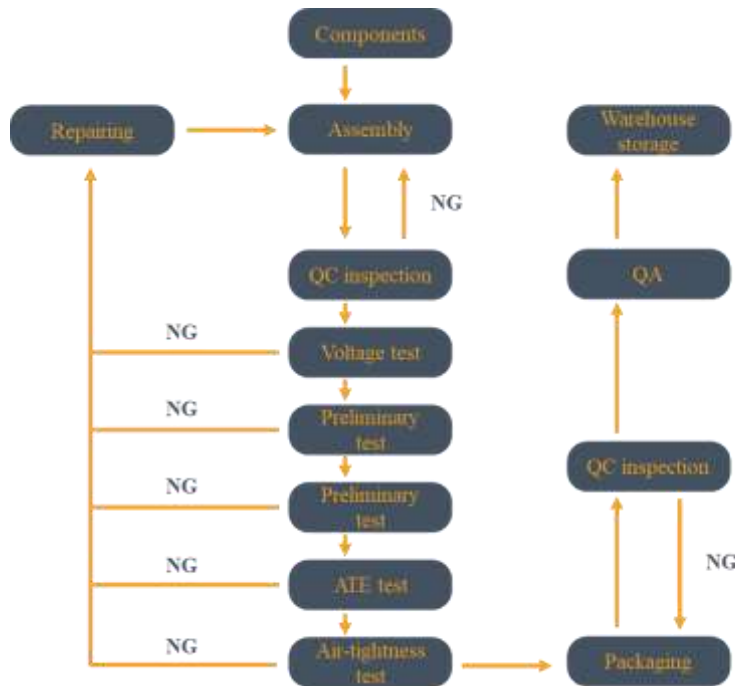 Components
Repairing
Assembly
Warehouse
storage
NG
QC inspection
QA
NG
Voltage test
NG
Preliminary
test
QC inspection
NG
Preliminary
test
NG
NG
ATE test
NG
Air-tightness
test
Packaging